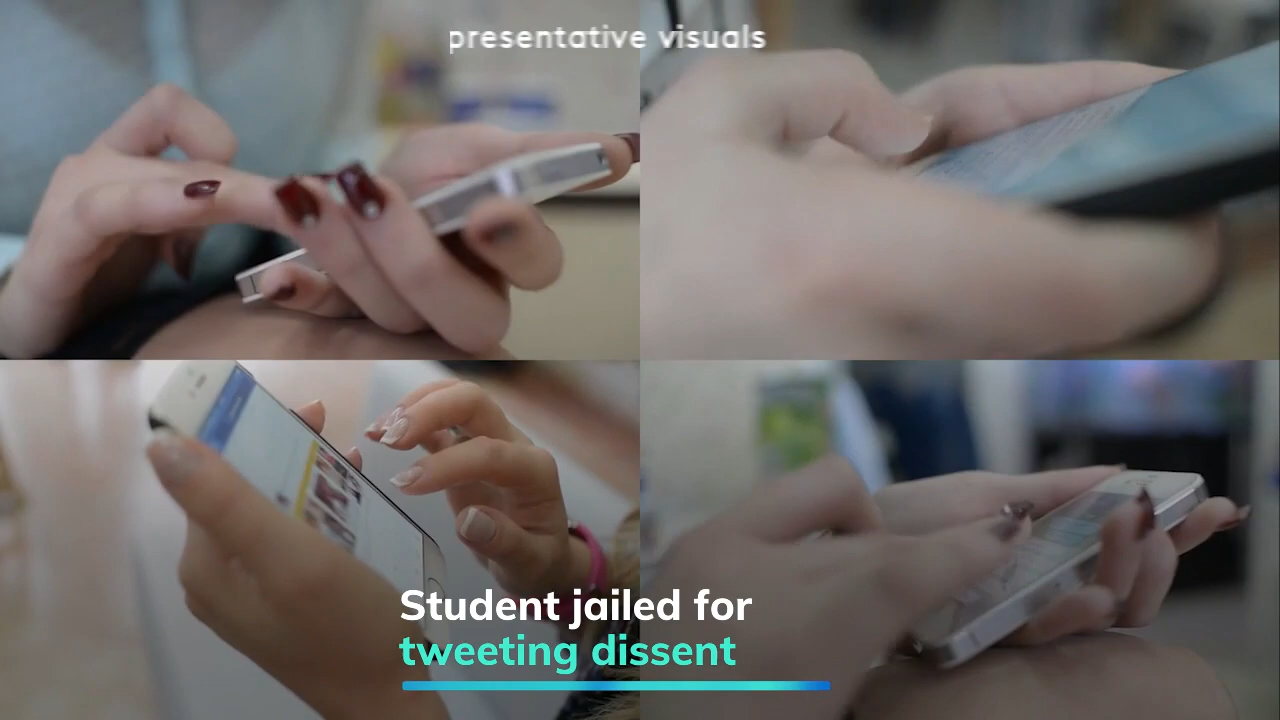 presentative visuals
Student jailed for
tweeting dissent